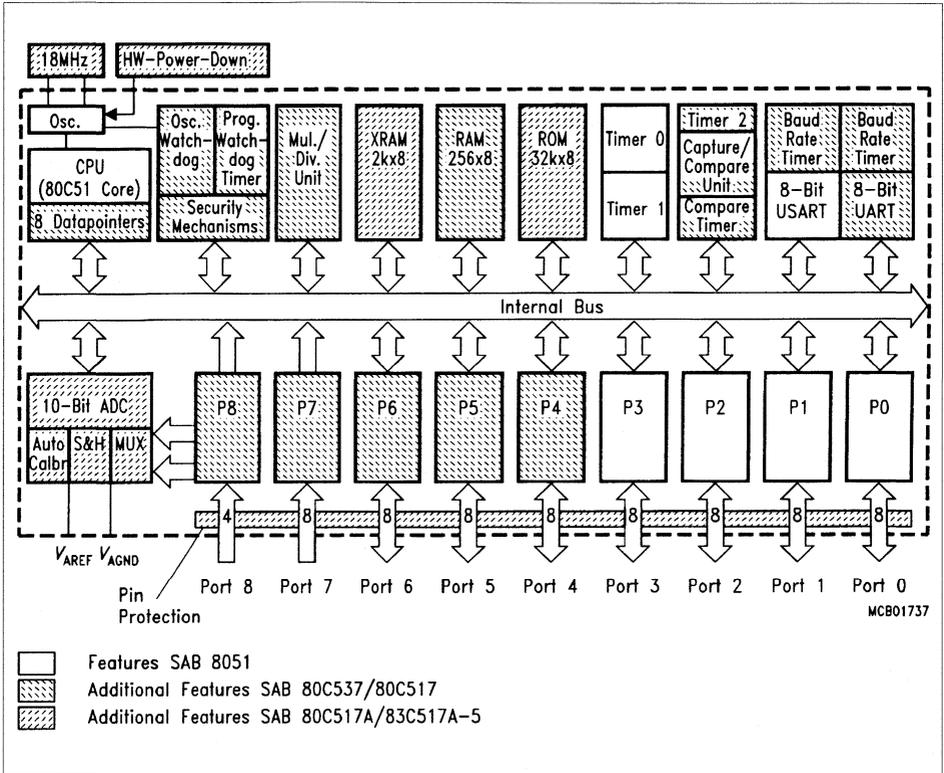 18MHz
HW-Power-Down
Osc.
CPU
(80C51 Core)
8 Datapointers
Osc.
Watch-
dog
Prog.
Watch-
dog
Timer
Security
Mechanisms
Mul./
Div.
Unit
XRAM
2kx8
RAM
256x8
ROM
32kx8
Timer 0
Timer 1
Timer 2
Capture/
Compare
Unit
Compare
Timer
Baud
Rate
Timer
8-Bit
USART
Baud
Rate
Timer
8-Bit
UART
Internal Bus
10-Bit ADC
Auto
Calbr
S&H
MUX
P8
P7
P6
P5
P4
P3
P2
P1
P0
4
8
8
8
8
8
8
8
8
VAREF VAGND
Pin
Protection
Port 8
Port 7
Port 6
Port 5
Port 4
Port 3
Port 2
Port 1
Port 0
MCB01737
Features SAB 8051
Additional Features SAB 80C537/80C517
Additional Features SAB 80C517A/83C517A-5